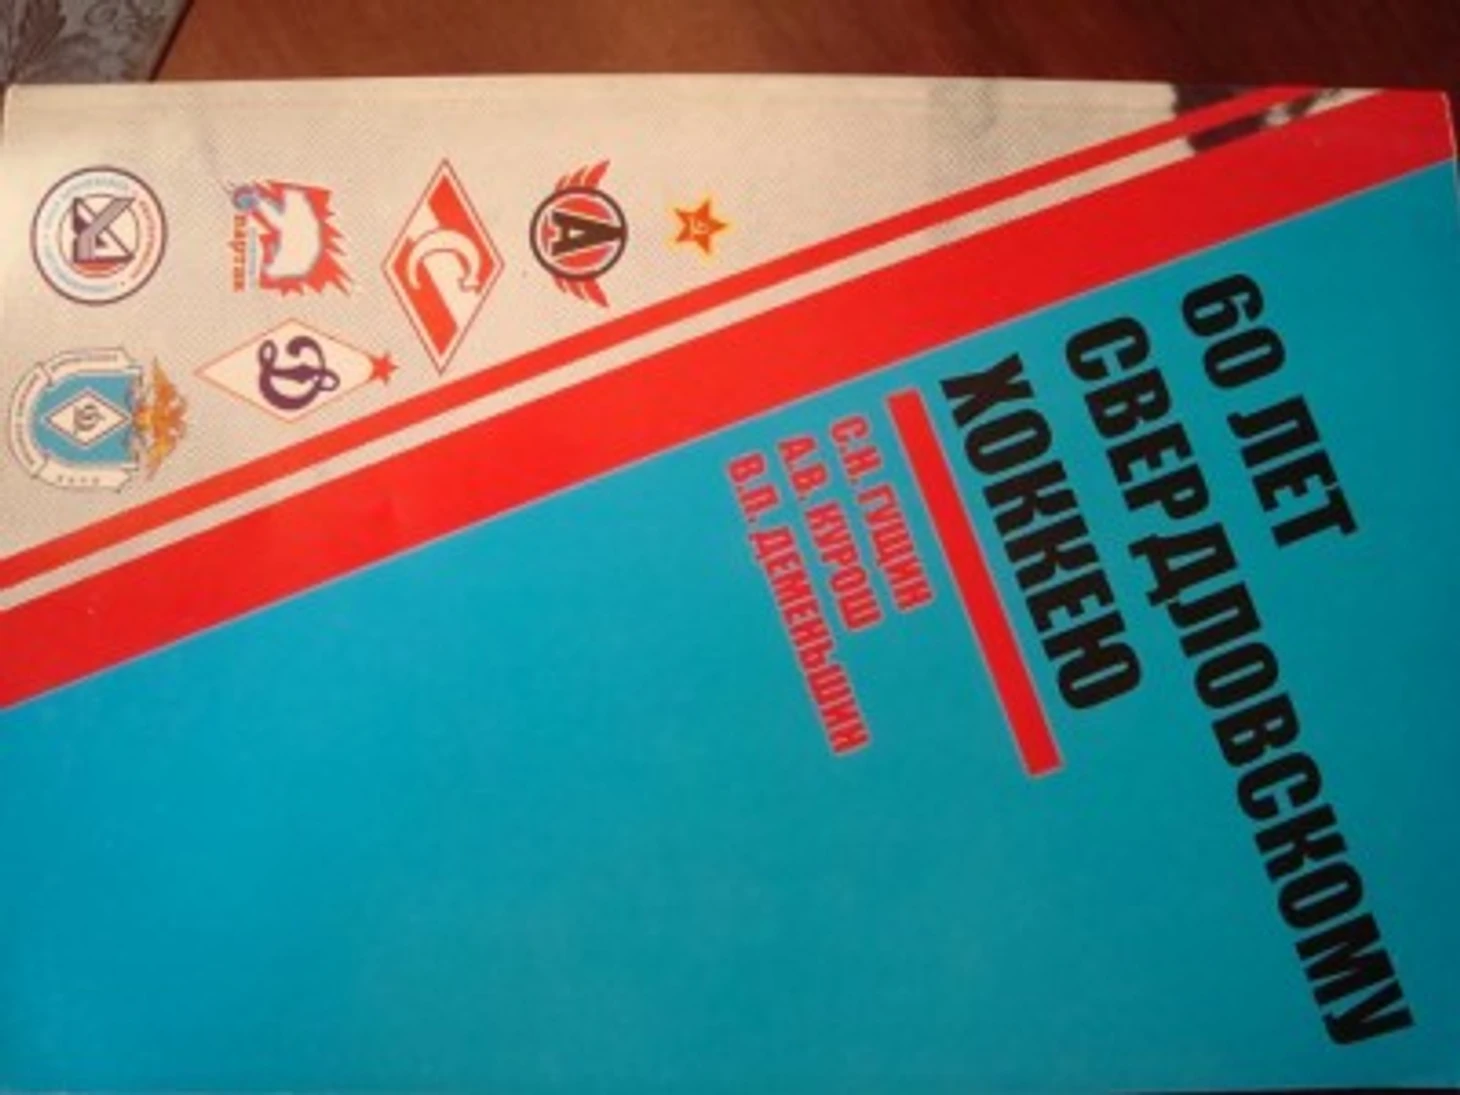 60 ЛЕТ
СВЕРДЛОВСКОМУ
ХОККЕЮ
С.Н. ГУЩИН
А.В. КУРОШ
В.П. ДЕМЕНЬШИН
А
С
Д